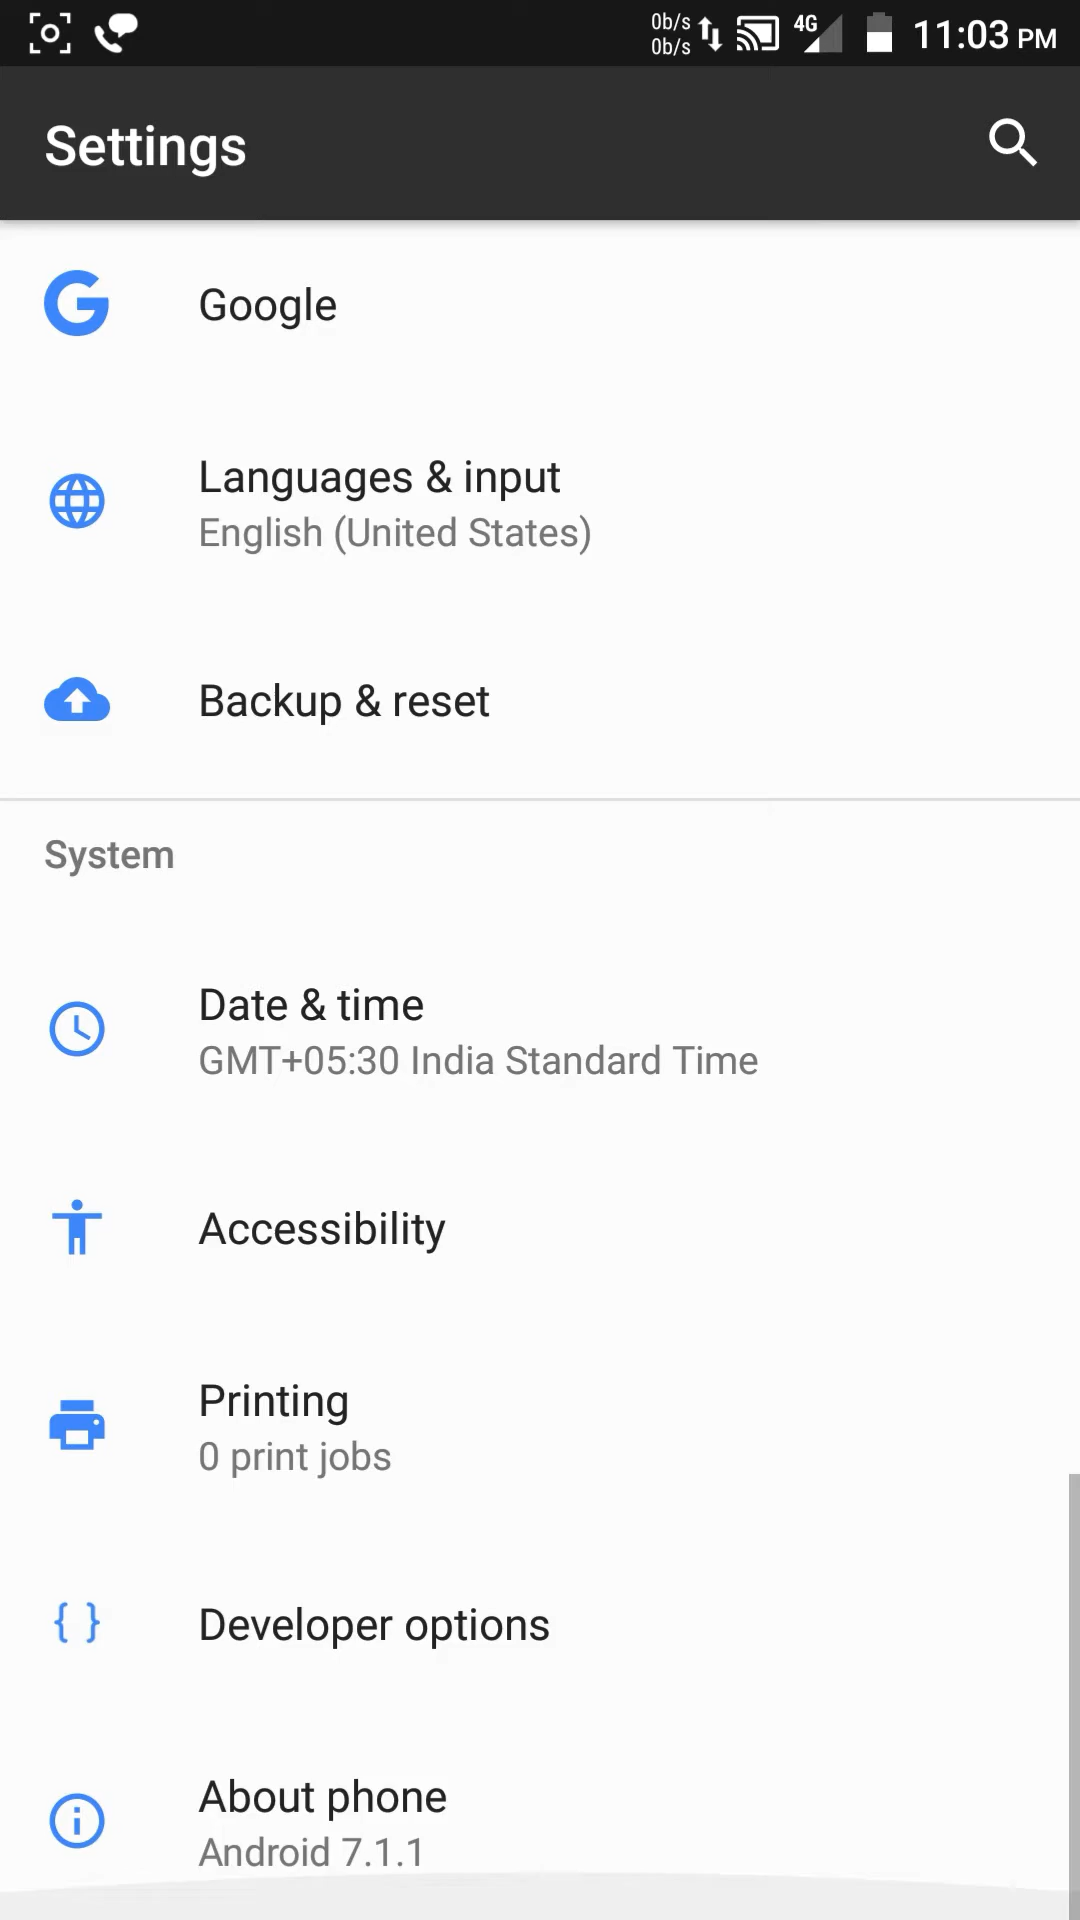 0b/s
0b/s
4G
11:03 PM
Settings
Google
Languages & input
English (United States)
Backup & reset
System
Date & time
GMT+05:30 India Standard Time
Accessibility
Printing
0 print jobs
Developer options
About phone
Android 7.1.1